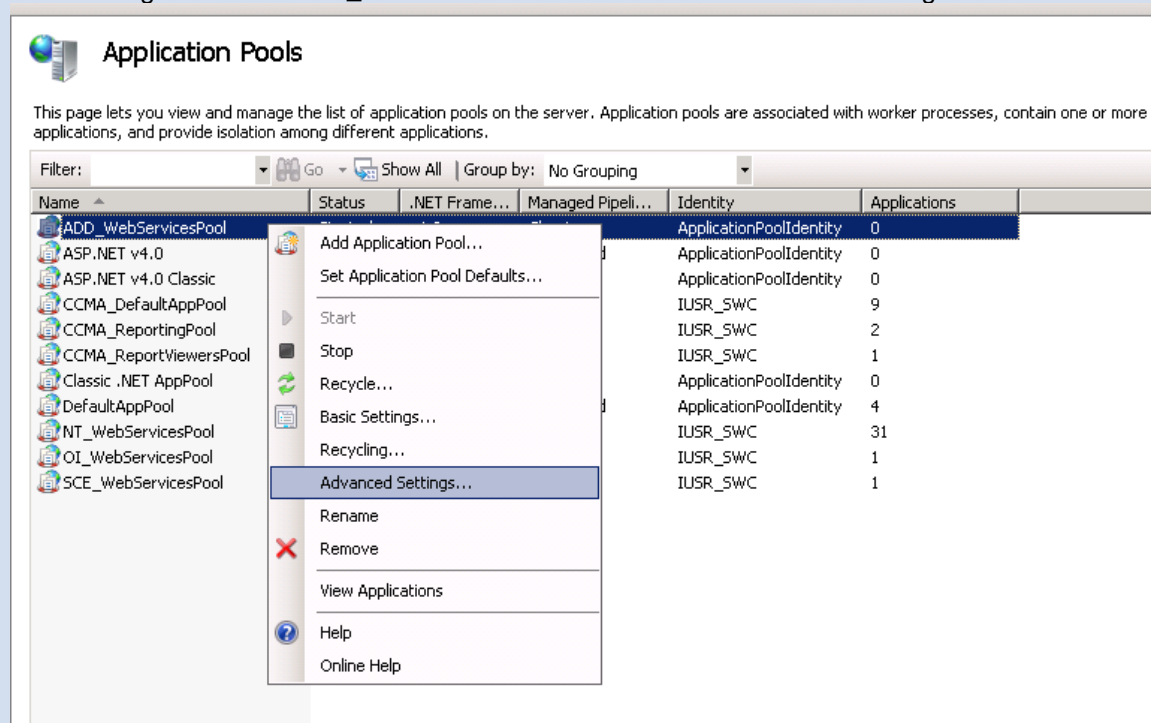 Application Pools
This page lets you view and manage the list of application pools on the server. Application pools are associated with worker processes, contain one or more
applications, and provide isolation among different applications.
Filter: Go Show All Group by: No Grouping
Name Status .NET Frame... Managed Pipeli... Identity Applications
ADD_WebServicesPool ApplicationPoolIdentity 0
ASP.NET v4.0 ApplicationPoolIdentity 0
ASP.NET v4.0 Classic ApplicationPoolIdentity 0
CCMA_DefaultAppPool IUSR_SWC 9
CCMA_ReportingPool IUSR_SWC 2
CCMA_ReportViewersPool IUSR_SWC 1
Classic .NET AppPool ApplicationPoolIdentity 0
DefaultAppPool ApplicationPoolIdentity 4
NT_WebServicesPool IUSR_SWC 31
OI_WebServicesPool IUSR_SWC 1
SCE_WebServicesPool IUSR_SWC 1
Add Application Pool...
Set Application Pool Defaults...
Start
Stop
Recycle...
Basic Settings...
Recycling...
Advanced Settings...
Rename
Remove
View Applications
Help
Online Help